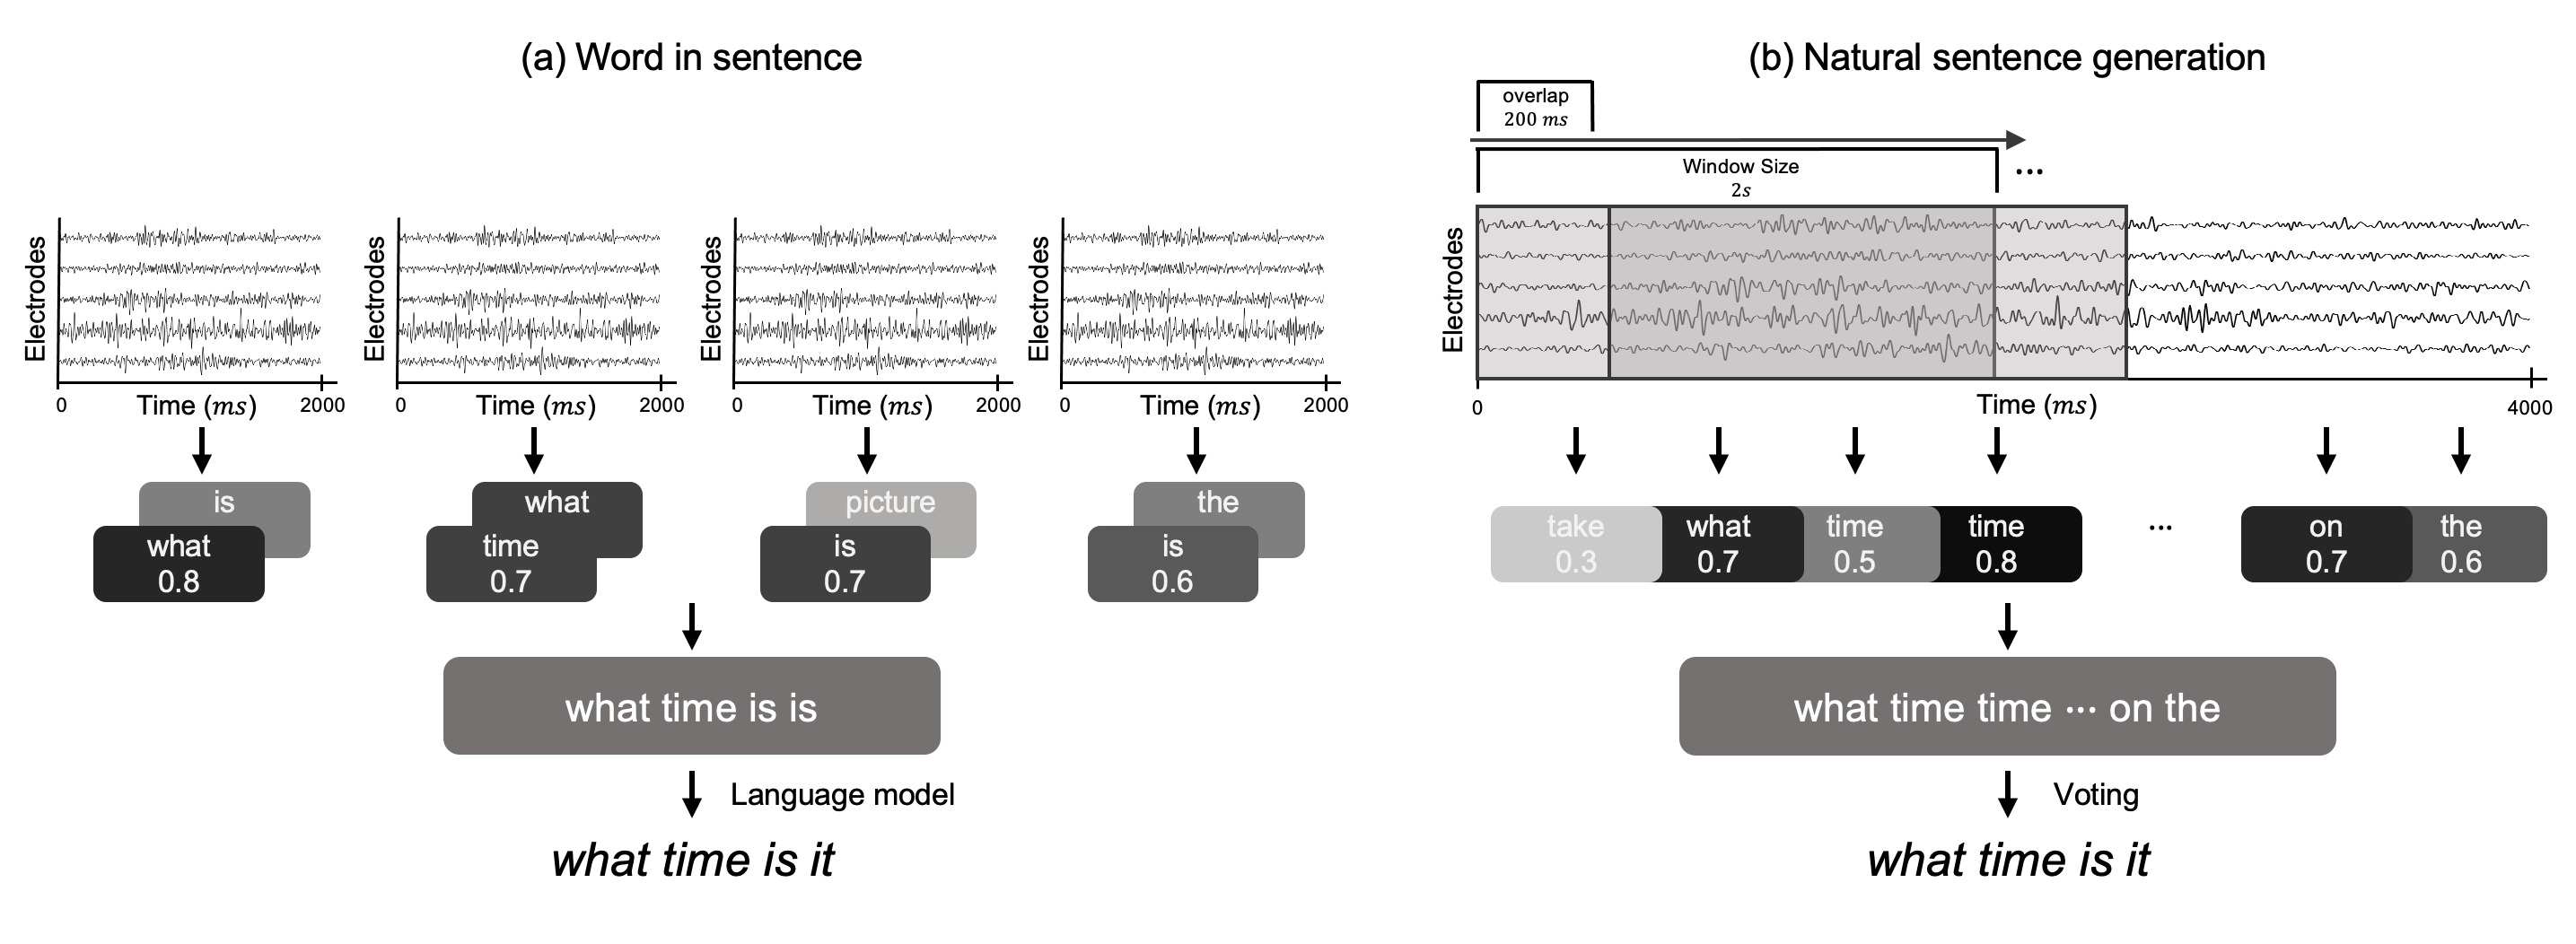 (a) Word in sentence
Electrodes
0
Time (ms)
2000
Electrodes
0
Time (ms)
2000
Electrodes
0
Time (ms)
2000
Electrodes
0
Time (ms)
2000
is
what
0.8
what
time
0.7
picture
is
0.7
the
is
0.6
what time is is
Language model
what time is it
(b) Natural sentence generation
overlap
200 ms
Window Size
2s
...
Electrodes
0
Time (ms)
4000
take
0.3
what
0.7
time
0.5
time
0.8
...
on
0.7
the
0.6
what time time ··· on the
Voting
what time is it